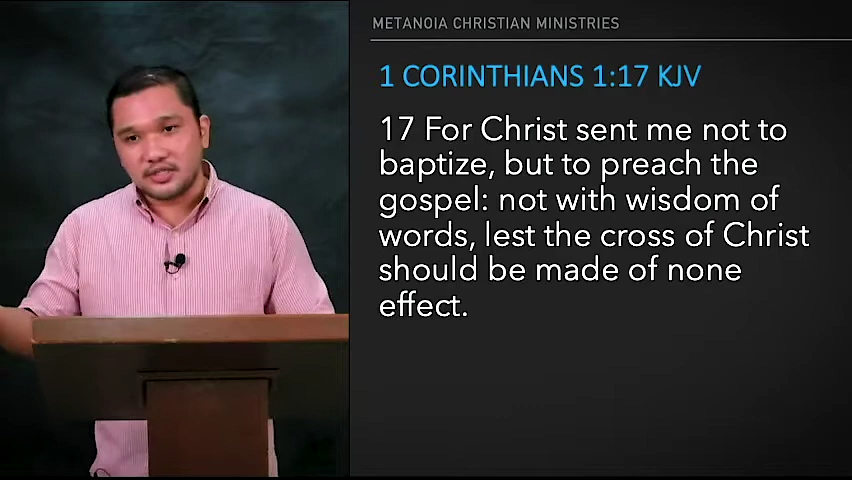 METANOIA CHRISTIAN MINISTRIES
1 CORINTHIANS 1:17 KJV
17 For Christ sent me not to
baptize, but to preach the
gospel: not with wisdom of
words, lest the cross of Christ
should be made of none
effect.